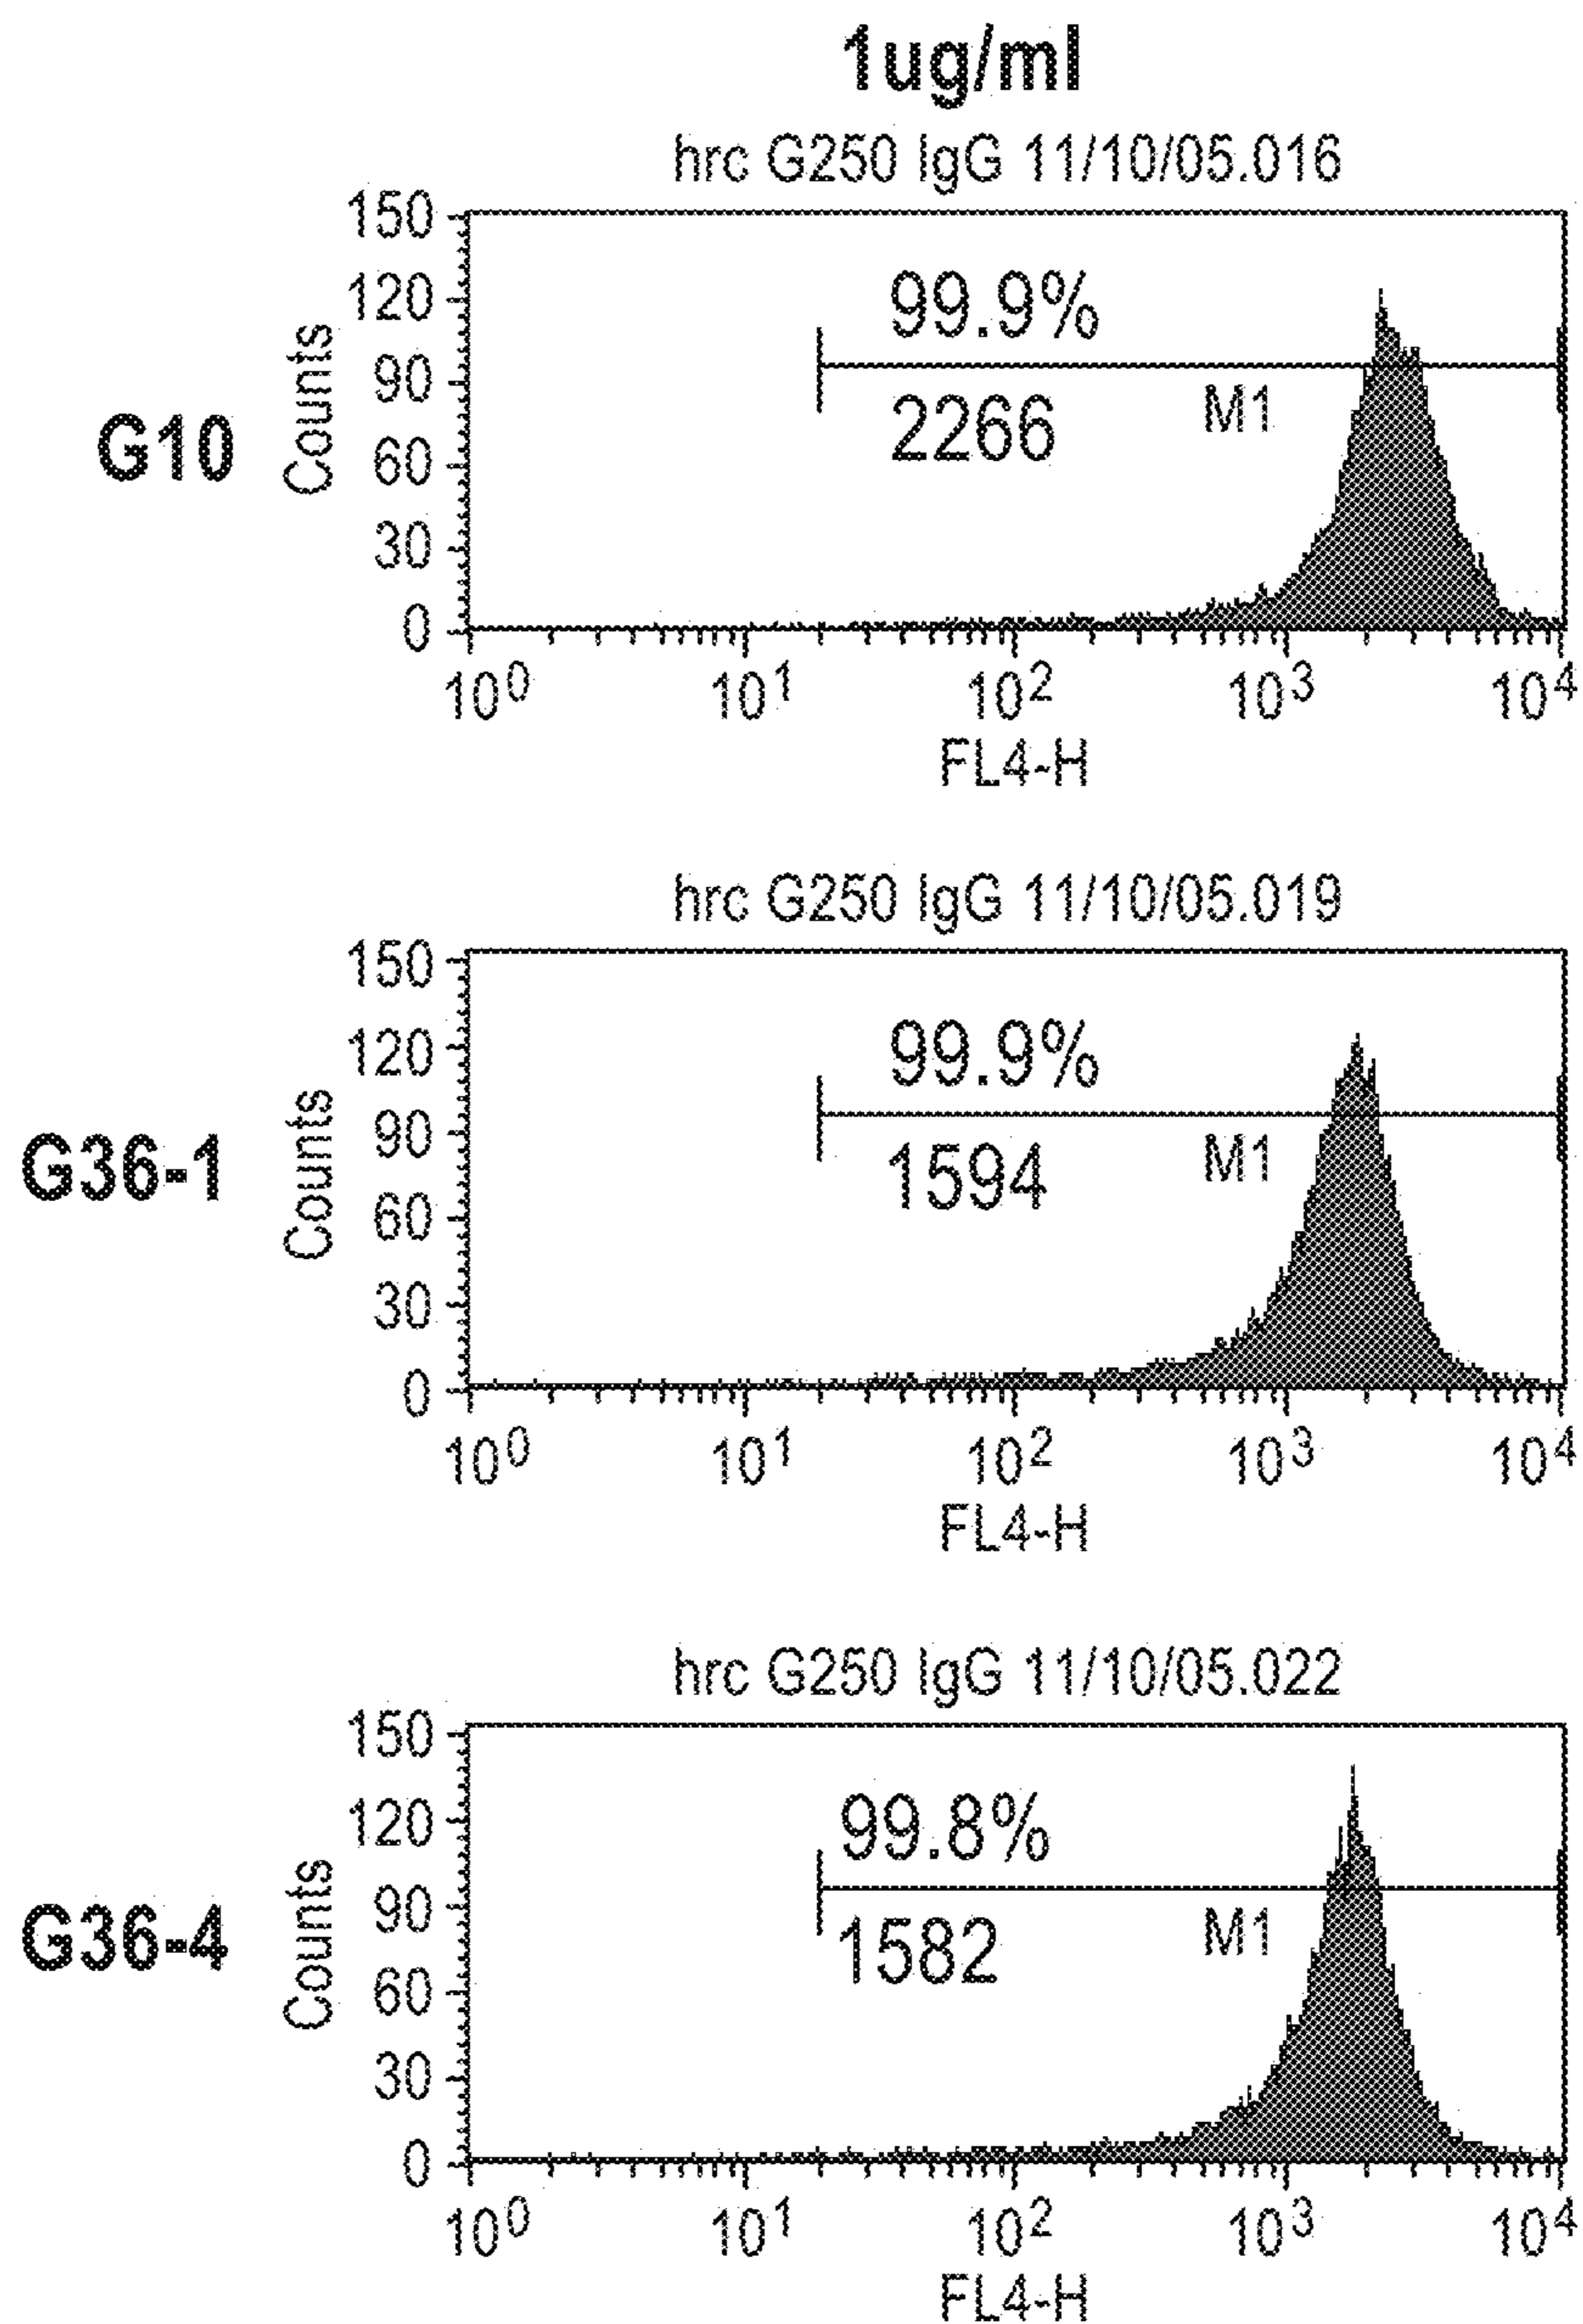 1ug/ml
hrc G250 IgG 11/10/05.016
150
120
90
60
30
0
Counts
G10
99.9%
2266
M1
10^0 10^1 10^2 10^3 10^4
FL4-H
hrc G250 IgG 11/10/05.019
150
120
90
60
30
0
Counts
G36-1
99.9%
1594
M1
10^0 10^1 10^2 10^3 10^4
FL4-H
hrc G250 IgG 11/10/05.022
150
120
90
60
30
0
Counts
G36-4
99.8%
1582
M1
10^0 10^1 10^2 10^3 10^4
FL4-H